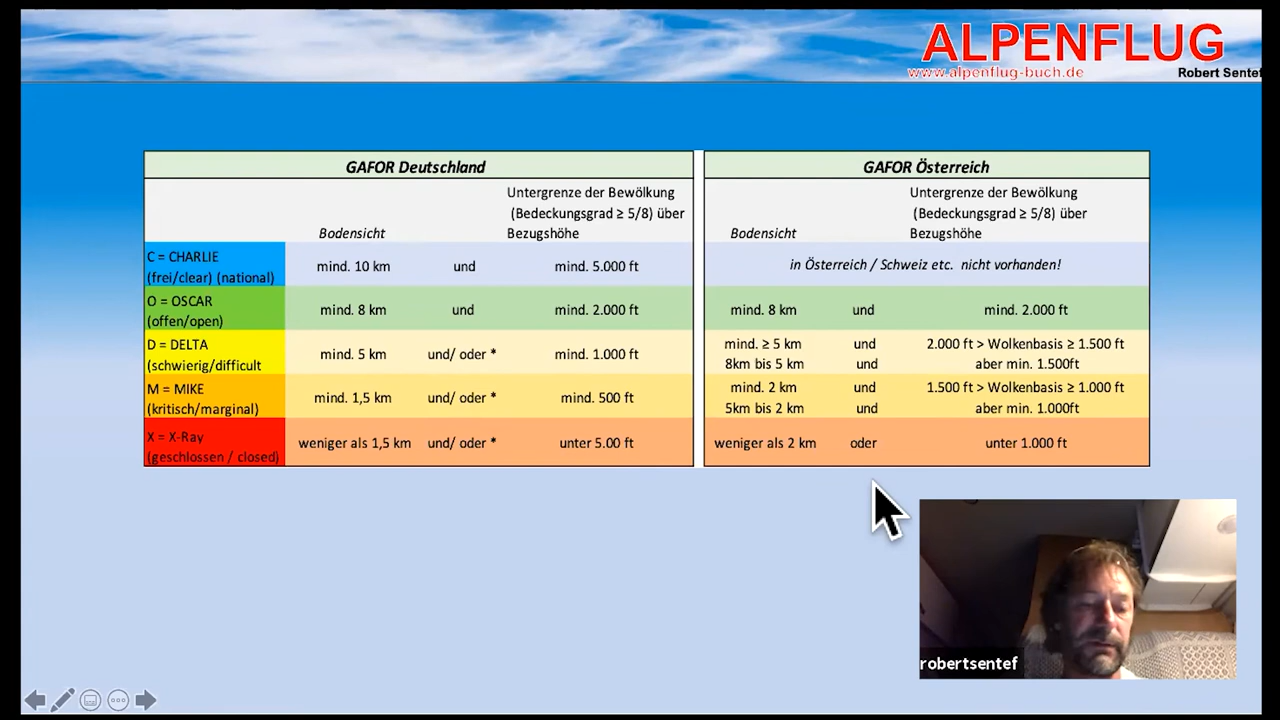 ALPENFLUG
www.alpenflug-buch.de
Robert Sentef
GAFOR Deutschland
GAFOR Österreich
Bodensicht
Untergrenze der Bewölkung
(Bedeckungsgrad ≥ 5/8) über
Bezugshöhe
Bodensicht
Untergrenze der Bewölkung
(Bedeckungsgrad ≥ 5/8) über
Bezugshöhe
C = CHARLIE
(frei/clear) (national)
mind. 10 km
und
mind. 5.000 ft
in Österreich / Schweiz etc. nicht vorhanden!
O = OSCAR
(offen/open)
mind. 8 km
und
mind. 2.000 ft
mind. 8 km
und
mind. 2.000 ft
D = DELTA
(schwierig/difficult
mind. 5 km
und/ oder *
mind. 1.000 ft
mind. ≥ 5 km
und
2.000 ft > Wolkenbasis ≥ 1.500 ft
8km bis 5 km
und
aber min. 1.500ft
M = MIKE
(kritisch/marginal)
mind. 1,5 km
und/ oder *
mind. 500 ft
mind. 2 km
und
1.500 ft > Wolkenbasis ≥ 1.000 ft
5km bis 2 km
und
aber min. 1.000ft
X = X-Ray
(geschlossen / closed)
weniger als 1,5 km
und/ oder *
unter 5.00 ft
weniger als 2 km
oder
unter 1.000 ft
robertsentef